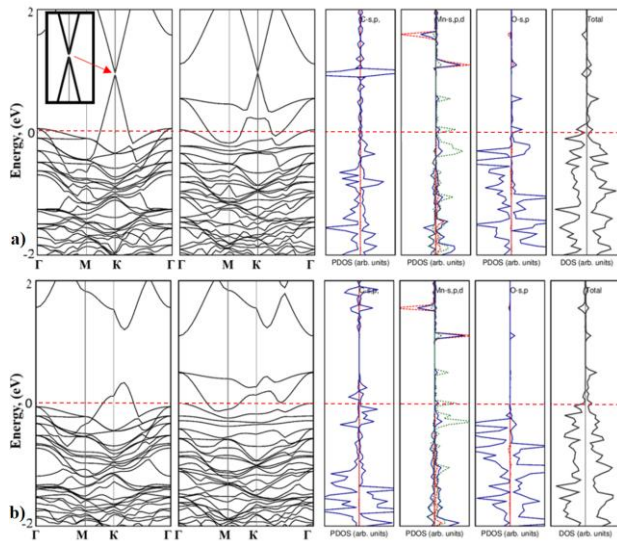 2
C-s,p,
Mn-s,p,d
O-s,p
Total
Energy, (eV)
0
a)
-2
Γ M K Γ Γ M K Γ
PDOS (arb. units) PDOS (arb. units) PDOS (arb. units) DOS (arb. units)
2
C-s,p,
Mn-s,p,d
O-s,p
Total
Energy, (eV)
0
b)
-2
Γ M K Γ Γ M K Γ
PDOS (arb. units) PDOS (arb. units) PDOS (arb. units) DOS (arb. units)